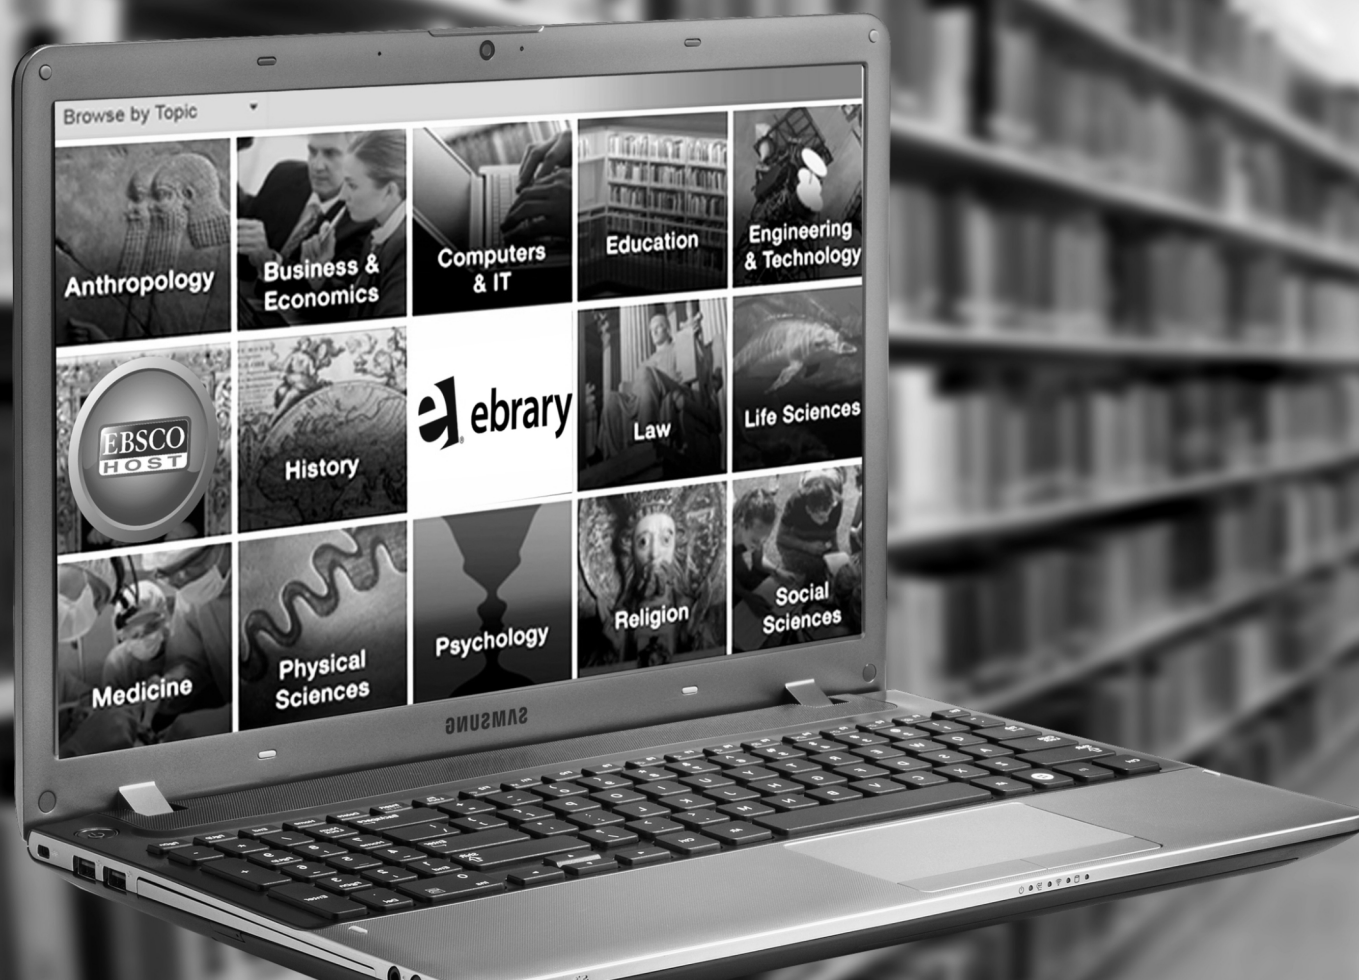 Browse by Topic
Anthropology
Business &
Economics
Computers
& IT
Education
Engineering
& Technology
EBSCO
HOST
History
ebrary
Law
Life Sciences
Medicine
Physical
Sciences
Psychology
Religion
Social
Sciences
SAMSUNG